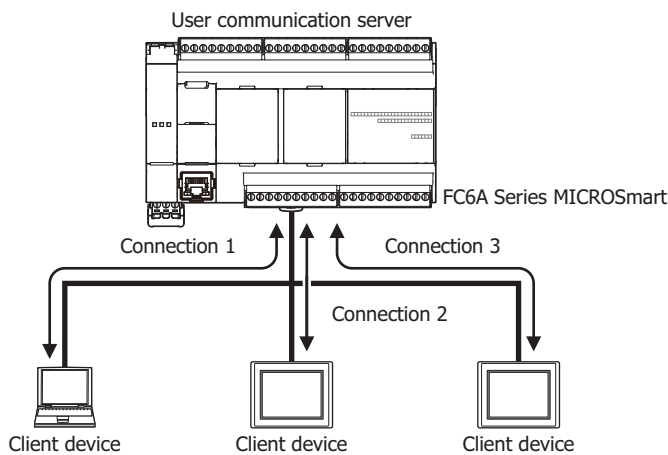 User communication server
FC6A Series MICROSmart
Connection 1
Connection 3
Connection 2
Client device
Client device
Client device